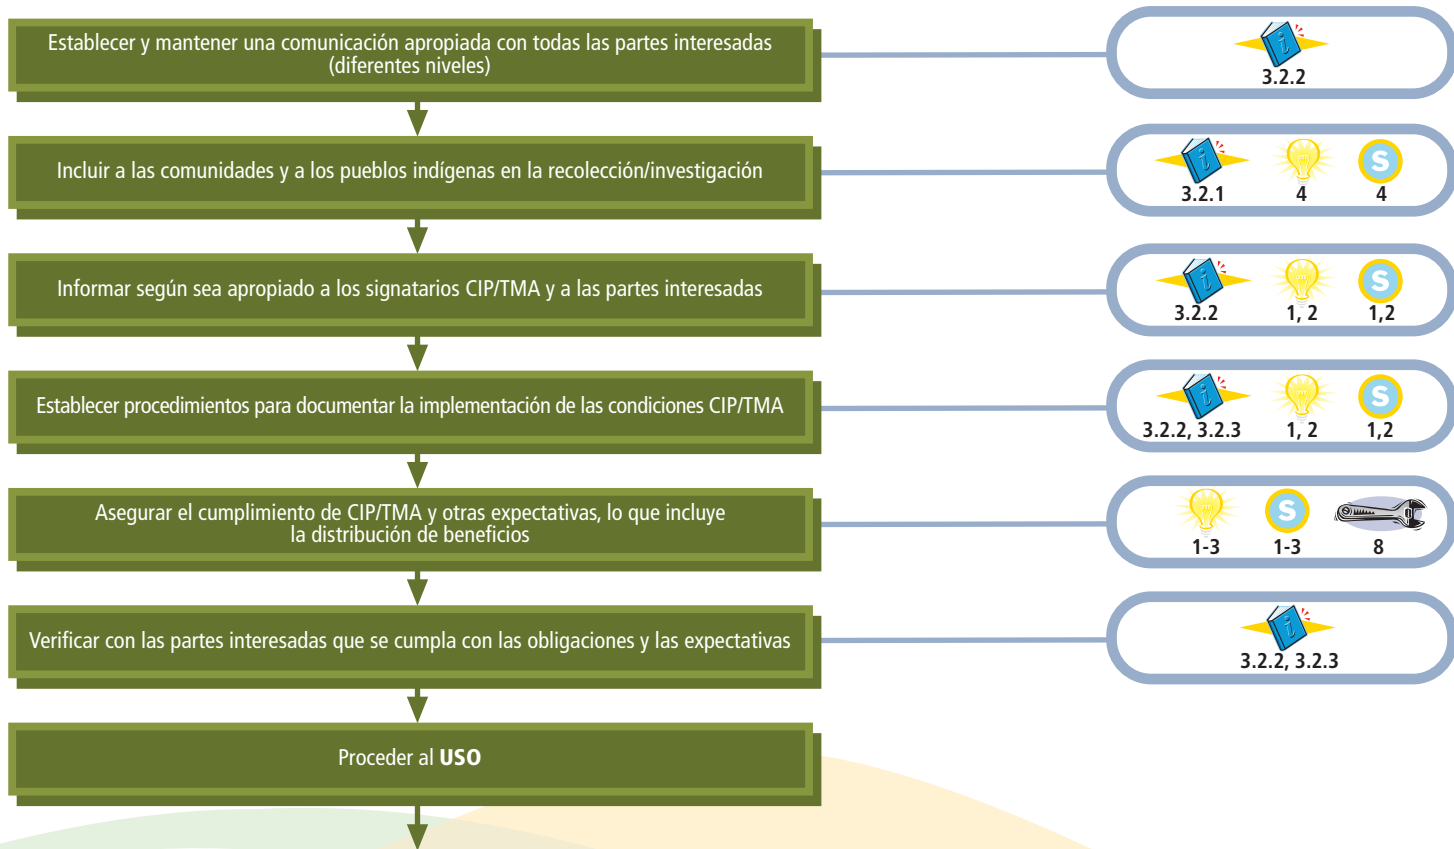 Establecer y mantener una comunicación apropiada con todas las partes interesadas
(diferentes niveles)
i
3.2.2
Incluir a las comunidades y a los pueblos indígenas en la recolección/investigación
i S
3.2.1 4 4
Informar según sea apropiado a los signatarios CIP/TMA y a las partes interesadas
i S
3.2.2 1, 2 1,2
Establecer procedimientos para documentar la implementación de las condiciones CIP/TMA
i S
3.2.2, 3.2.3 1, 2 1,2
Asegurar el cumplimiento de CIP/TMA y otras expectativas, lo que incluye
la distribución de beneficios
S
1-3 1-3 8
Verificar con las partes interesadas que se cumpla con las obligaciones y las expectativas
i
3.2.2, 3.2.3
Proceder al USO